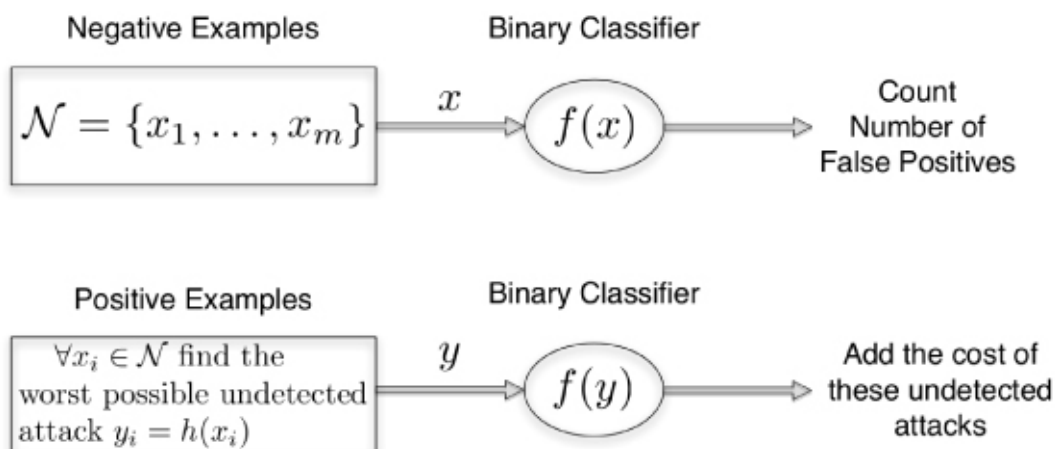 Negative Examples
Binary Classifier
𝒩 = {x₁, . . . , xₘ}
x
f(x)
Count
Number of
False Positives
Positive Examples
Binary Classifier
∀xᵢ ∈ 𝒩 find the
worst possible undetected
attack yᵢ = h(xᵢ)
y
f(y)
Add the cost of
these undetected
attacks